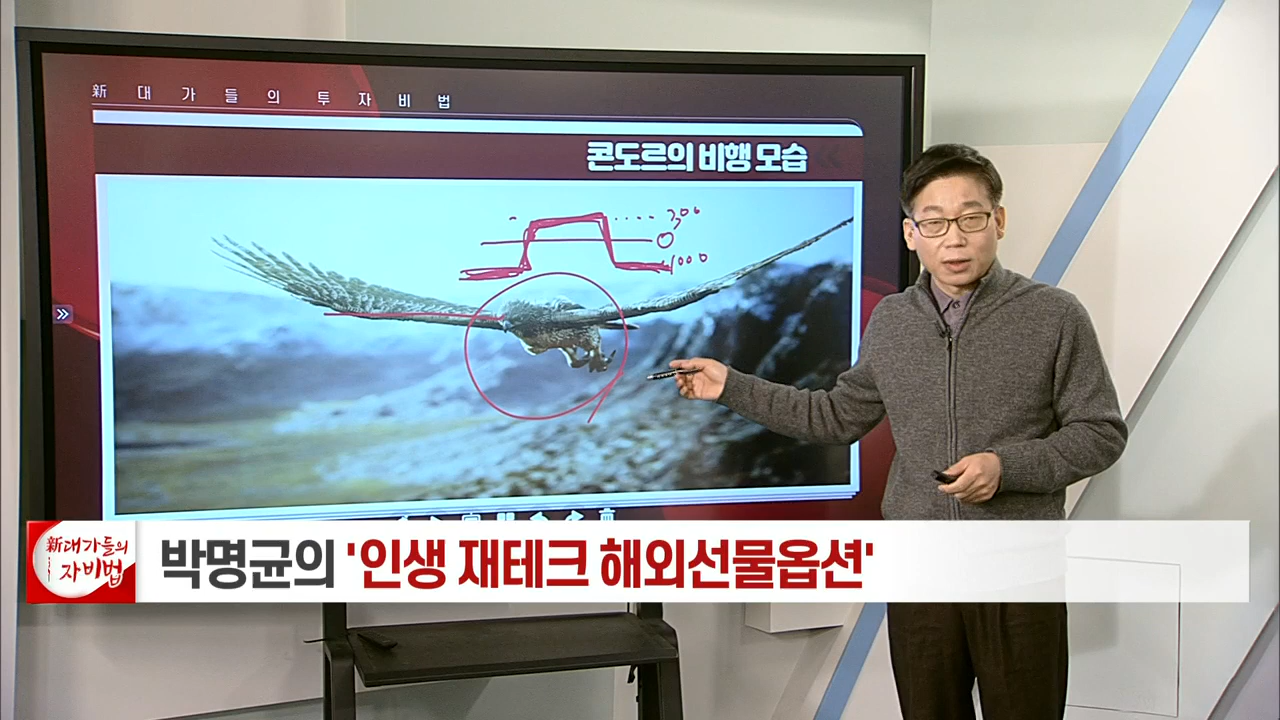 新 대 가 들 의 투 자 비 법
콘도르의 비행 모습
300
0
1000
新대가들의
자비법
박명균의 '인생 재테크 해외선물옵션'